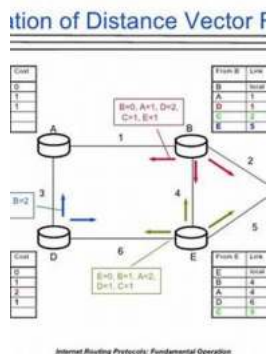 ation of Distance Vector F
Cost
0
1
1
From B Link
B local
A 1
D 1
C 2
E 5
B=0, A=1, D=2,
C=1, E=1
A
1
B
2
B=2
3
4
5
D
6
E
E=0, B=1, A=2,
D=1, C=1
Cost
0
1
2
1
From E Link
E local
B 4
A 4
D 6
C 5
Internet Routing Protocols: Fundamental Operation